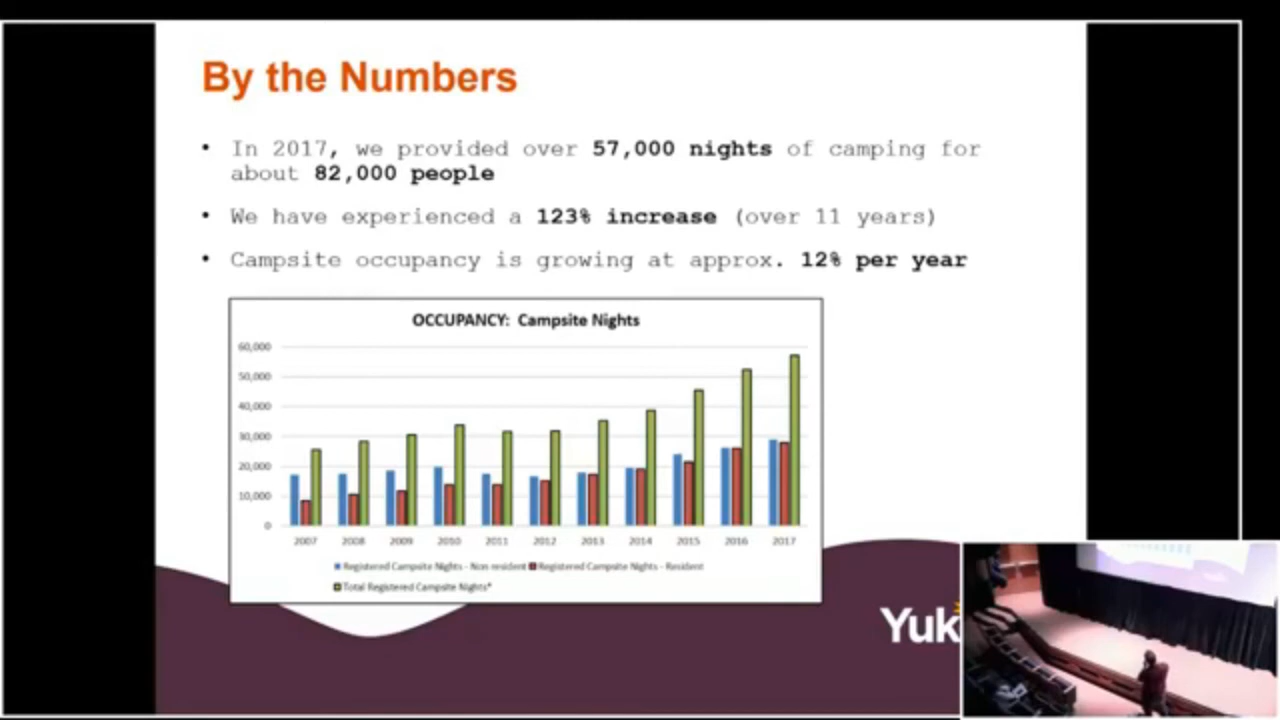 By the Numbers
• In 2017, we provided over 57,000 nights of camping for
about 82,000 people
• We have experienced a 123% increase (over 11 years)
• Campsite occupancy is growing at approx. 12% per year
OCCUPANCY: Campsite Nights
60,000
50,000
40,000
30,000
20,000
10,000
0
2007 2008 2009 2010 2011 2012 2013 2014 2015 2016 2017
Registered Campsite Nights - Non resident Registered Campsite Nights - Resident
Total Registered Campsite Nights*
Yuk